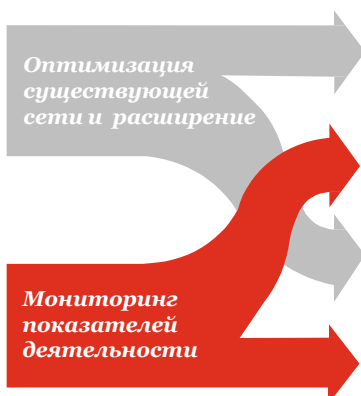 Оптимизация
существующей
сети и расширение
Мониторинг
показателей
деятельности